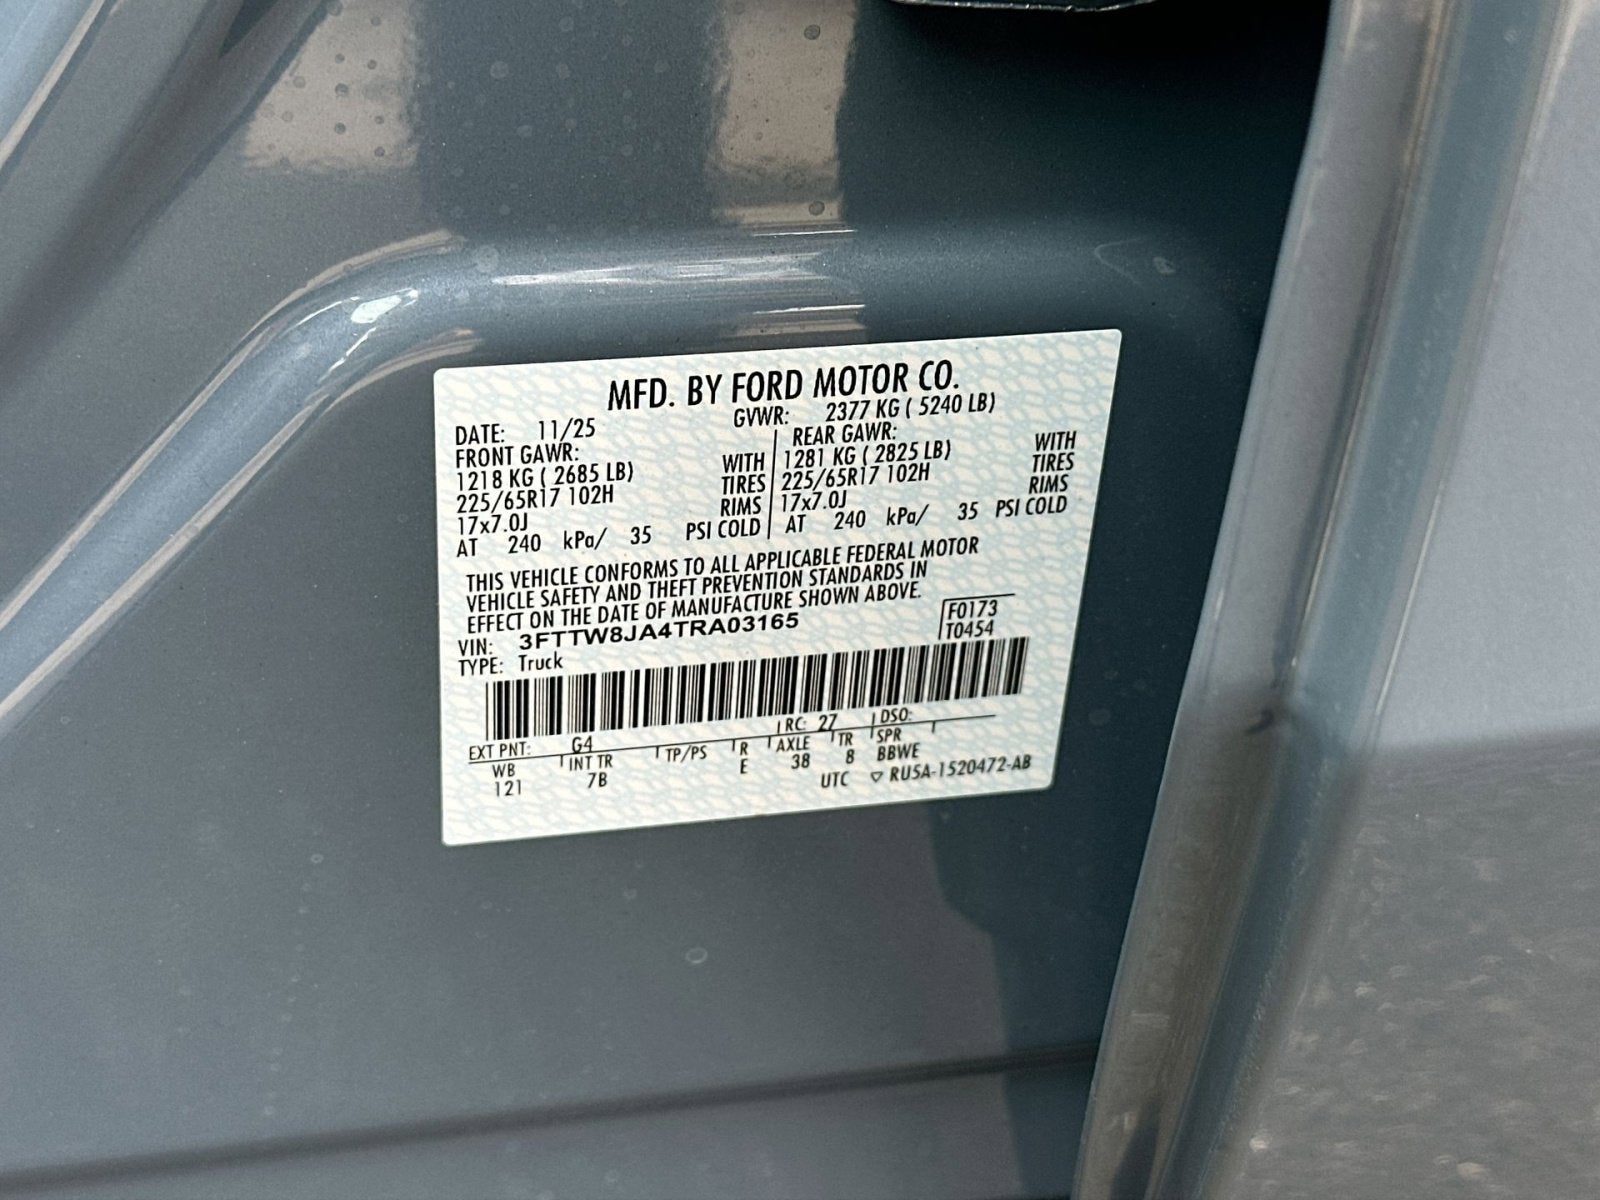 MFD. BY FORD MOTOR CO.
DATE: 11/25 GVWR: 2377 KG ( 5240 LB)
FRONT GAWR: REAR GAWR:
1218 KG ( 2685 LB) WITH 1281 KG ( 2825 LB) WITH
225/65R17 102H TIRES 225/65R17 102H TIRES
17x7.0J RIMS 17x7.0J RIMS
AT 240 kPa/ 35 PSI COLD AT 240 kPa/ 35 PSI COLD
THIS VEHICLE CONFORMS TO ALL APPLICABLE FEDERAL MOTOR
VEHICLE SAFETY AND THEFT PREVENTION STANDARDS IN
EFFECT ON THE DATE OF MANUFACTURE SHOWN ABOVE.
VIN: 3FTTW8JA4TRA03165 F0173
TYPE: Truck T0454
EXT PNT: G4 RC: 27 DSO:
WB INT TR TP/PS R AXLE TR SPR
121 7B E 38 8 BBWE
UTC ▽ RU5A-1520472-AB